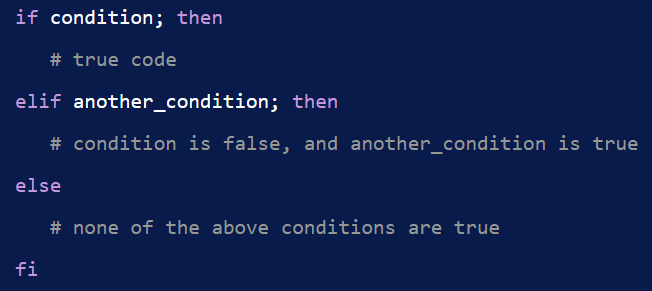 if condition; then
# true code
elif another_condition; then
# condition is false, and another_condition is true
else
# none of the above conditions are true
fi